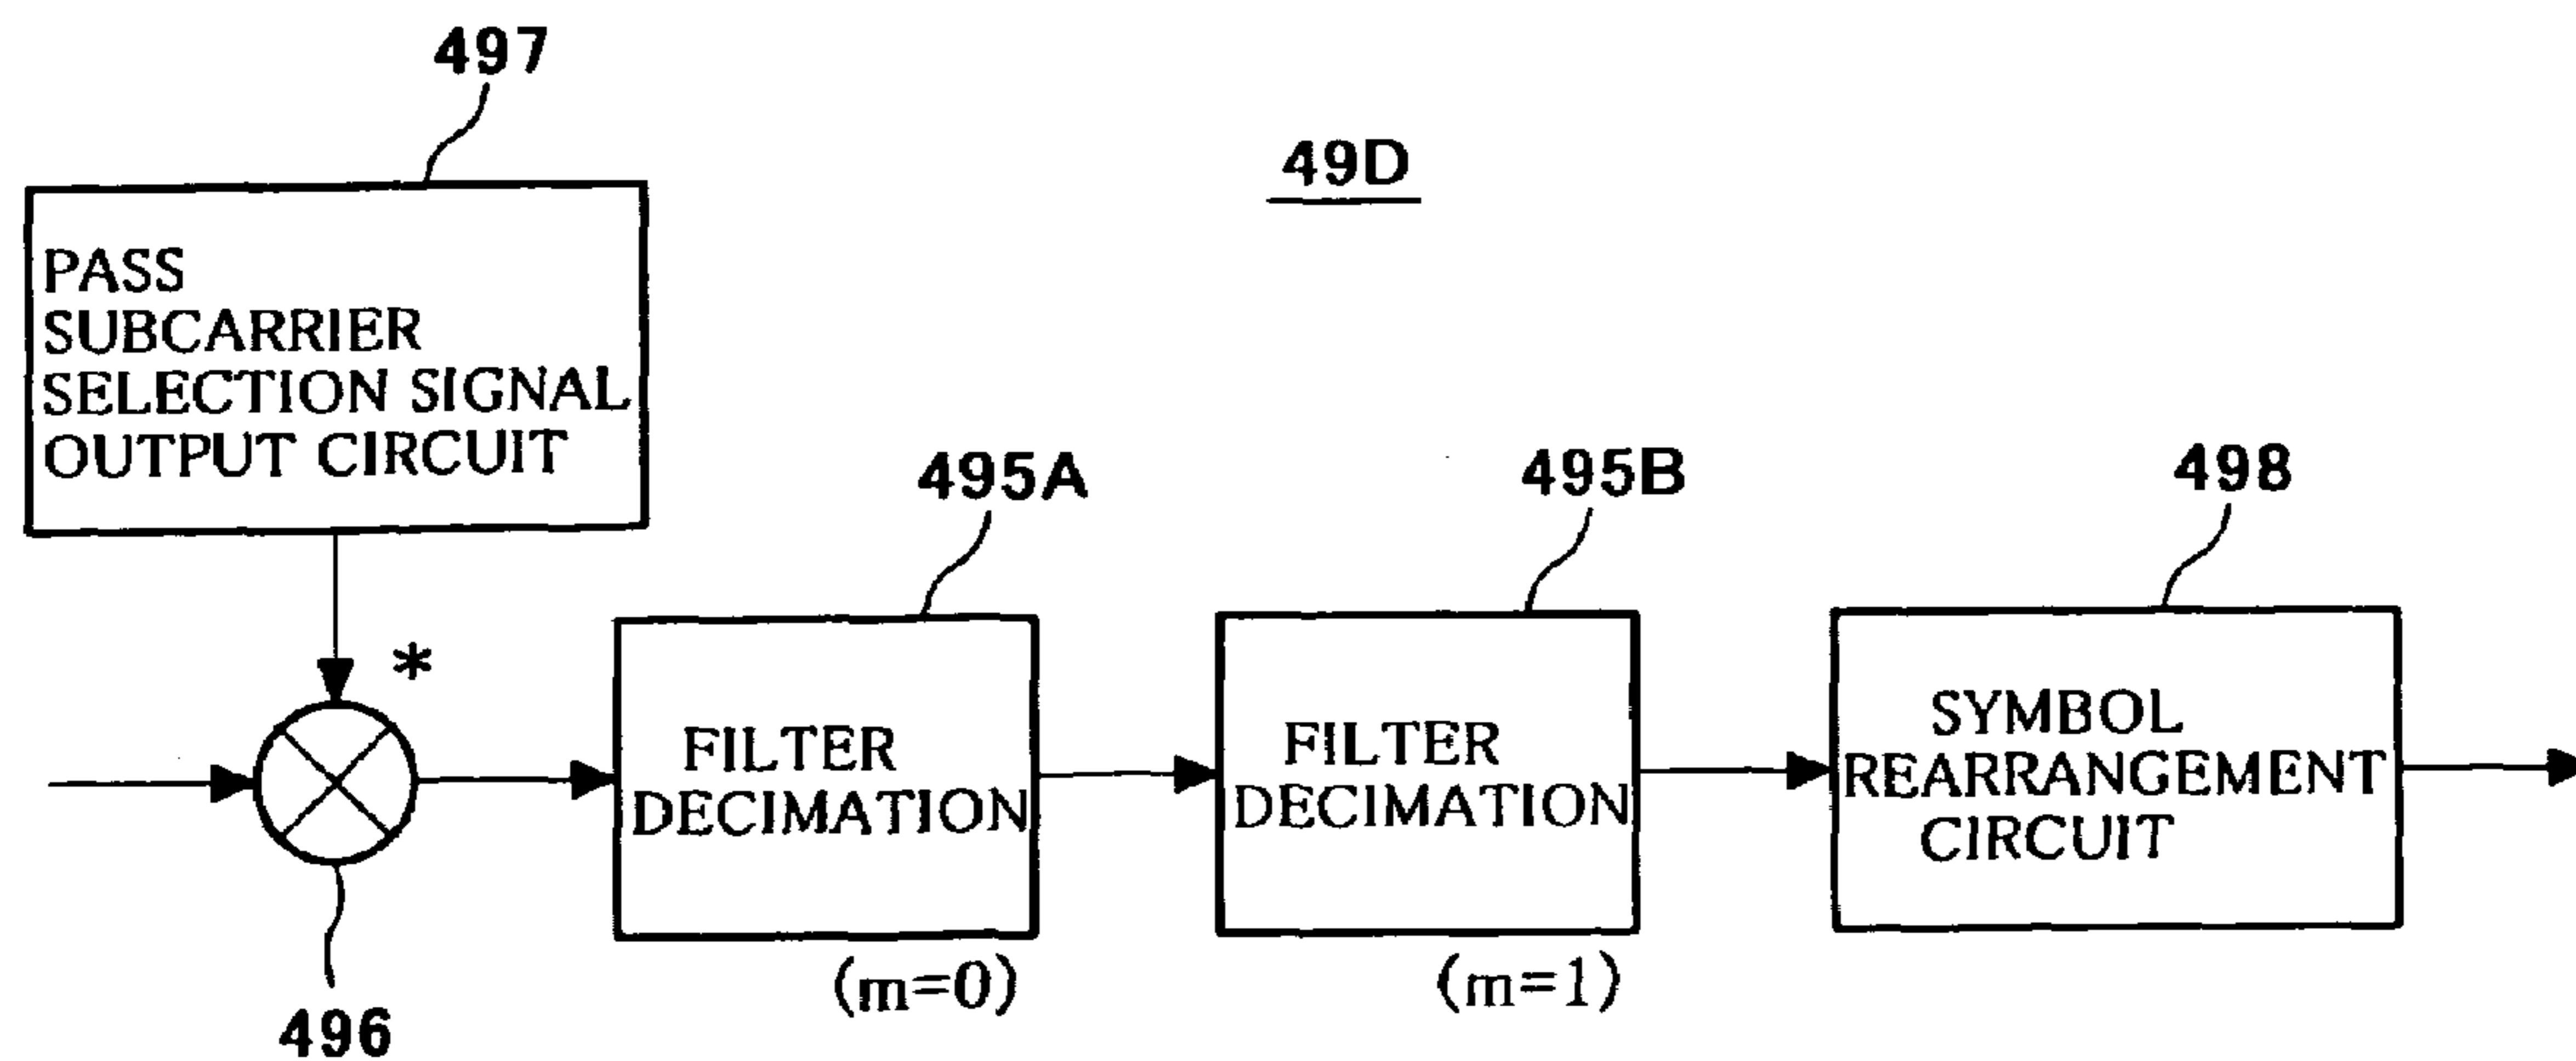 497
49D
PASS
SUBCARRIER
SELECTION SIGNAL
OUTPUT CIRCUIT
495A
495B
498
*
FILTER
DECIMATION
FILTER
DECIMATION
SYMBOL
REARRANGEMENT
CIRCUIT
(m=0)
(m=1)
496